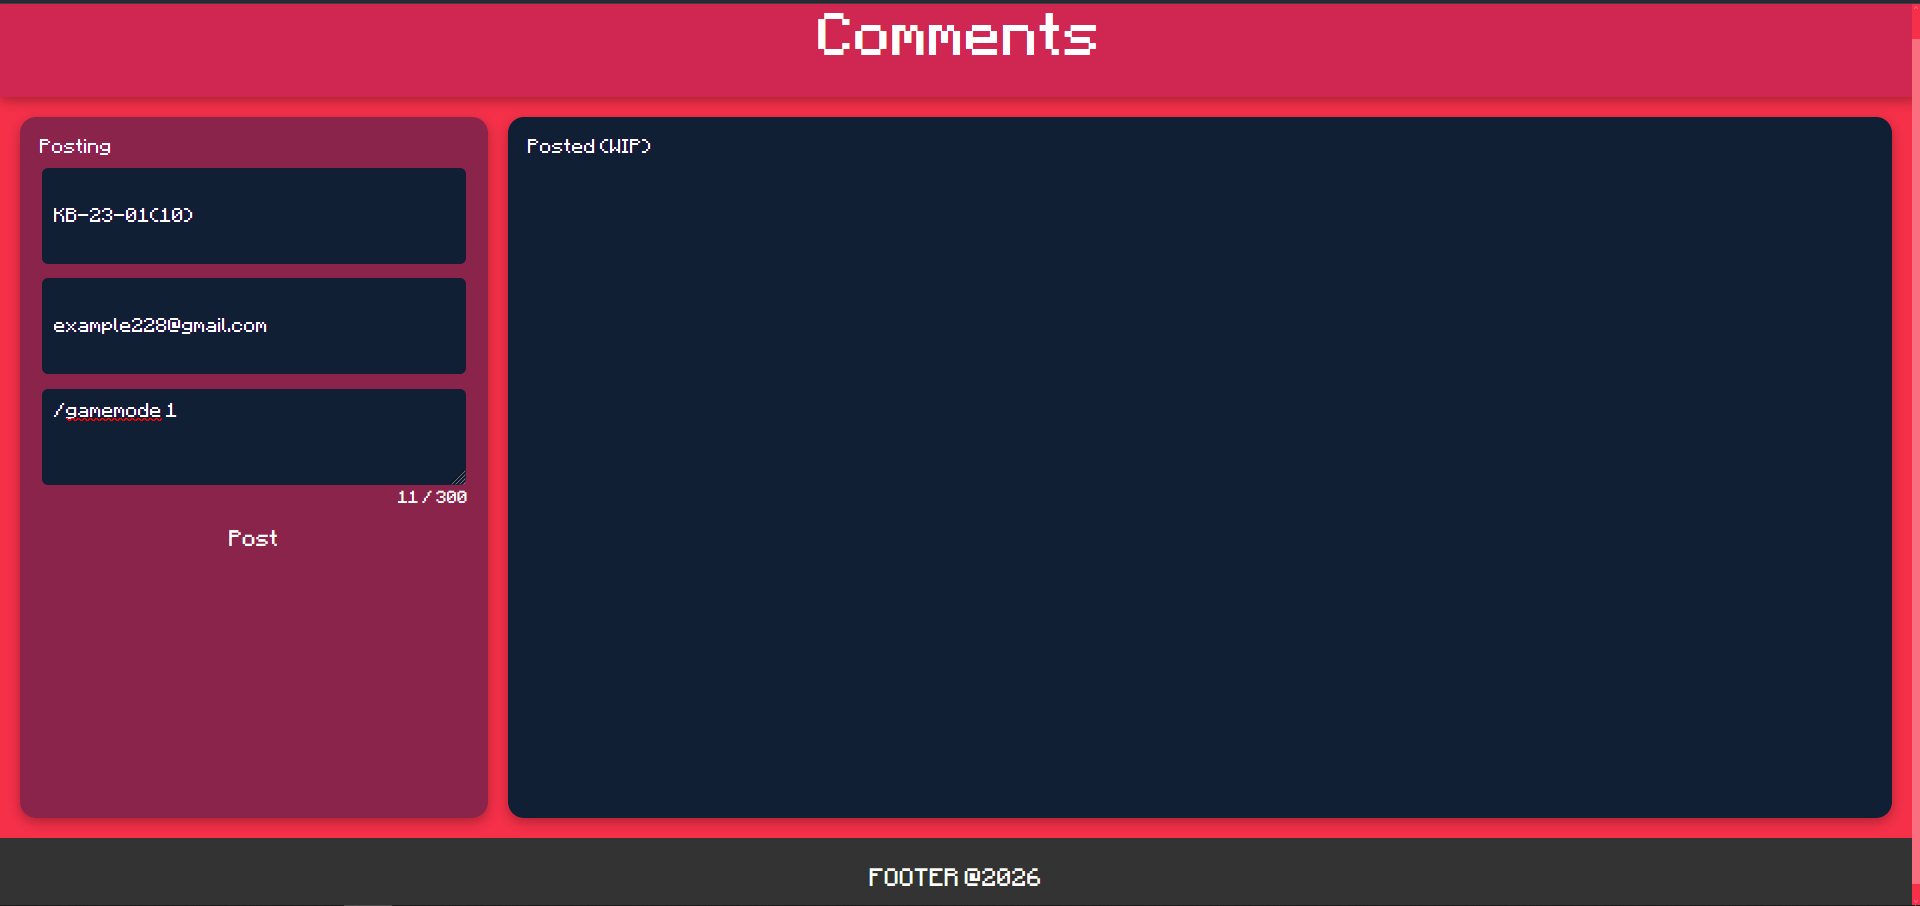 Comments
Posting
KB-23-01(10)
example228@gmail.com
/gamemode 1
11 / 300
Post
Posted (WIP)
FOOTER @2026